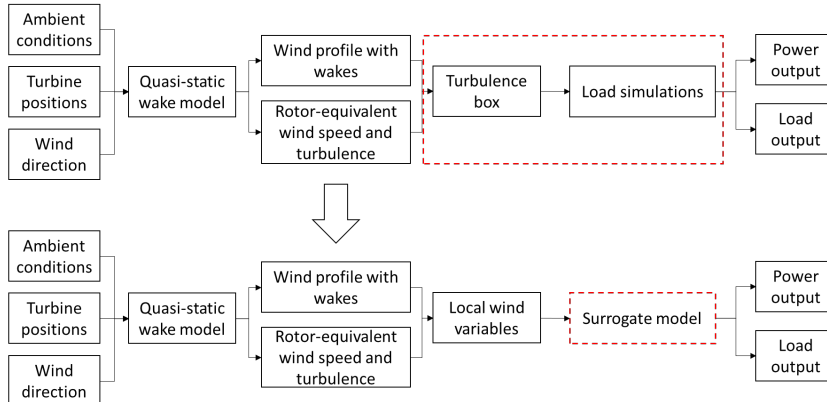 Ambient
conditions
Turbine
positions
Wind
direction
Quasi-static
wake model
Wind profile with
wakes
Rotor-equivalent
wind speed and
turbulence
Turbulence
box
Load simulations
Power
output
Load
output
Ambient
conditions
Turbine
positions
Wind
direction
Quasi-static
wake model
Wind profile with
wakes
Rotor-equivalent
wind speed and
turbulence
Local wind
variables
Surrogate model
Power
output
Load
output